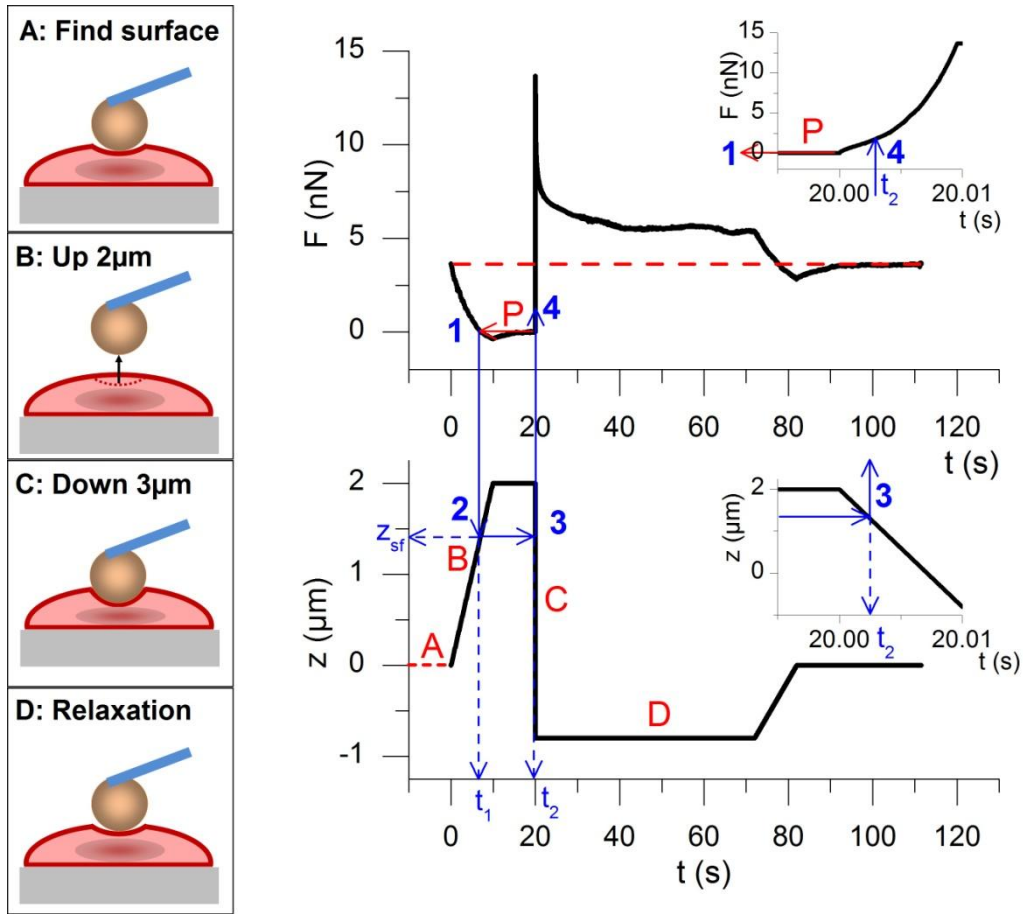 A: Find surface
B: Up 2µm
C: Down 3µm
D: Relaxation
15
10
5
0
F (nN)
1
P
4
0 20 40 60 80 100 120
t (s)
15
10
5
0
F (nN)
1
P
4
t2
20.00 20.01
t (s)
2
1
0
-1
z (µm)
zsf
2
3
A
B
C
D
t1
t2
0 20 40 60 80 100 120
t (s)
2
0
z (µm)
3
20.00 20.01
t2
t (s)